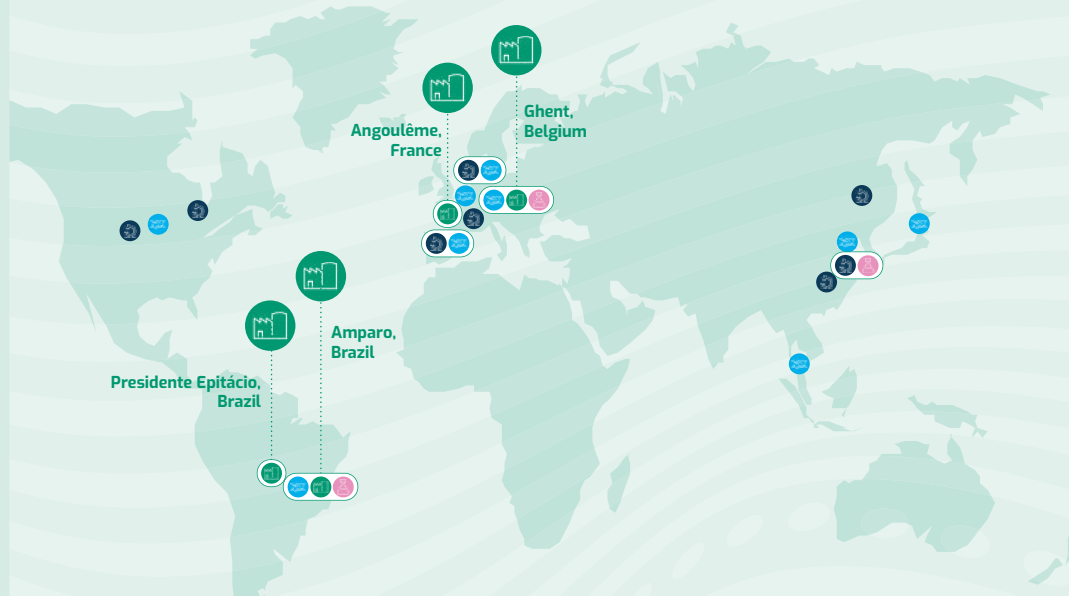 Ghent,
Belgium
Angoulême,
France
Amparo,
Brazil
Presidente Epitácio,
Brazil